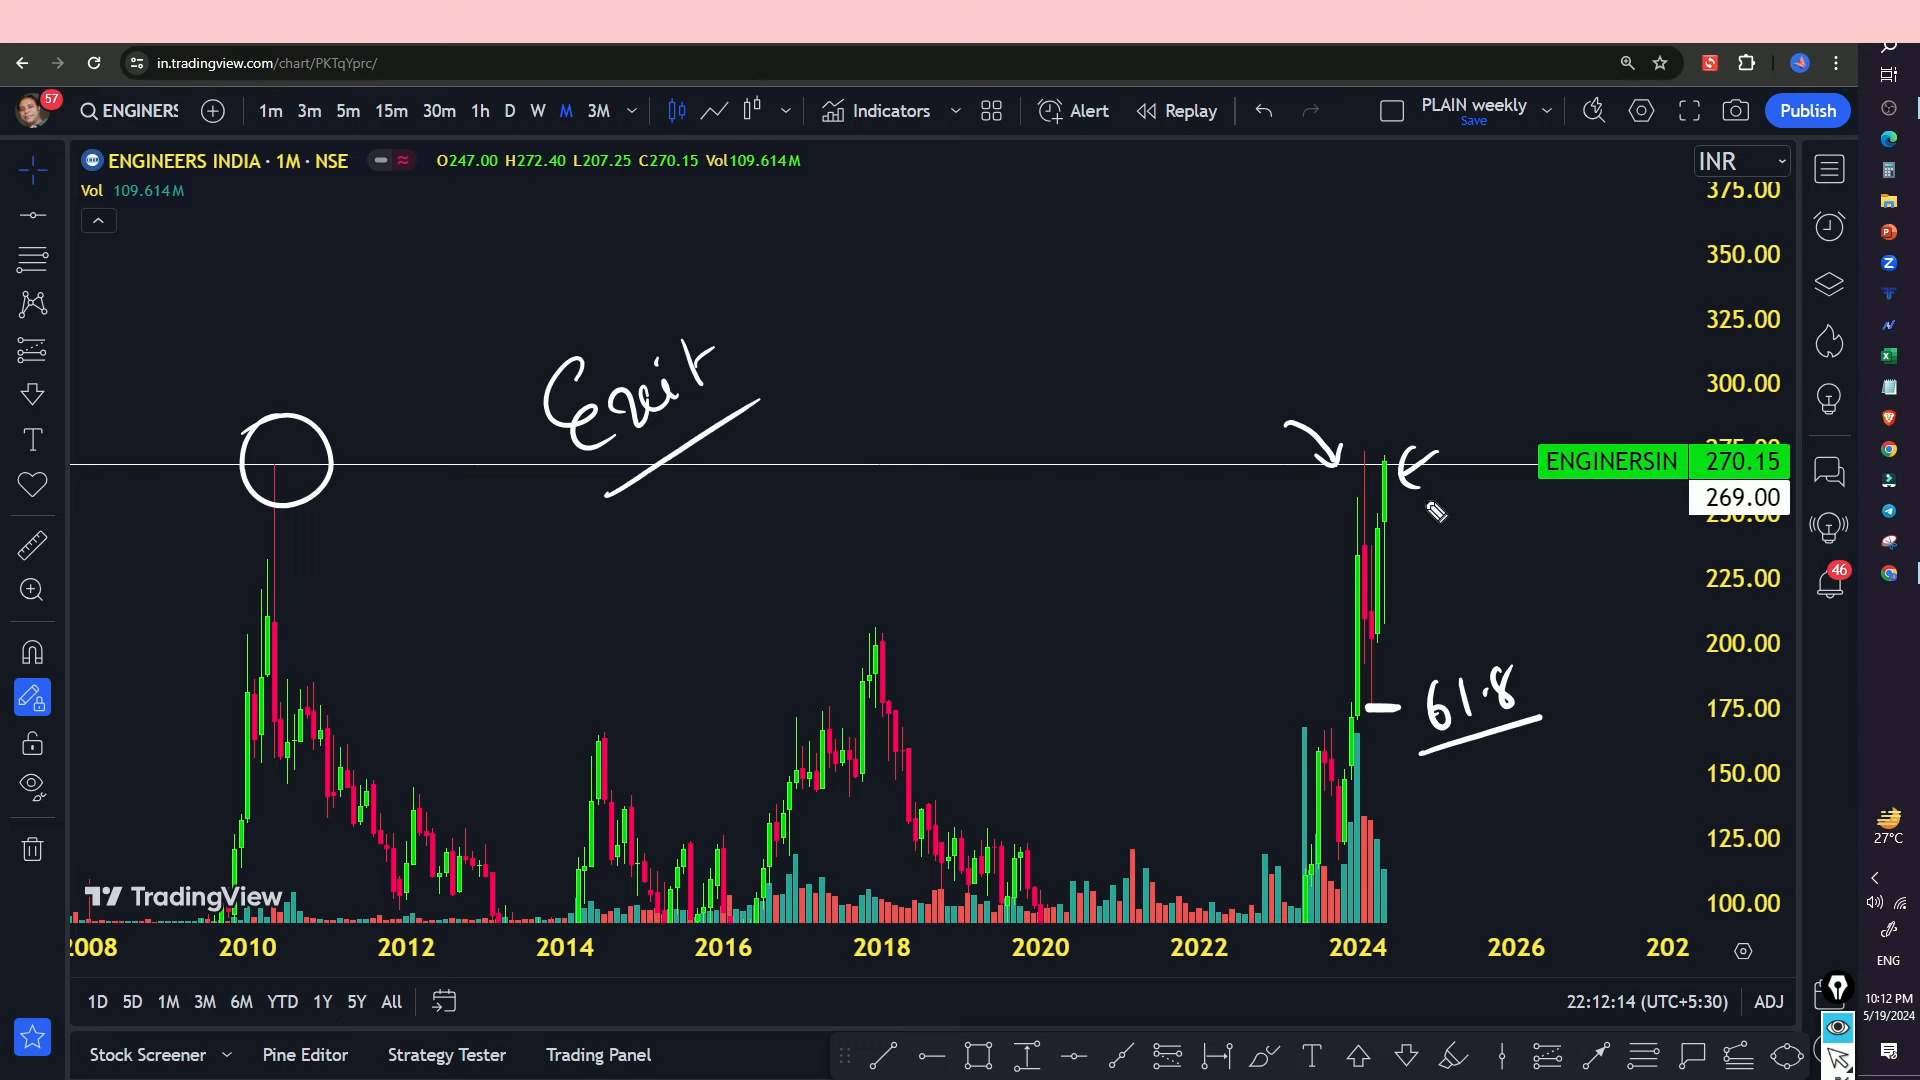 in.tradingview.com/chart/PKTqYprc/
57
ENGINERS
1m 3m 5m 15m 30m 1h D W M 3M
Indicators
Alert
Replay
PLAIN weekly
Save
Publish
ENGINEERS INDIA · 1M · NSE
O247.00 H272.40 L207.25 C270.15 Vol109.614M
Vol 109.614M
INR
375.00
350.00
325.00
300.00
275.00
ENGINERSIN 270.15
269.00
250.00
225.00
200.00
175.00
150.00
125.00
100.00
Exit
61.8
46
TradingView
2008 2010 2012 2014 2016 2018 2020 2022 2024 2026 202
1D 5D 1M 3M 6M YTD 1Y 5Y All
22:12:14 (UTC+5:30) ADJ
Stock Screener Pine Editor Strategy Tester Trading Panel
27°C
ENG
10:12 PM
5/19/2024